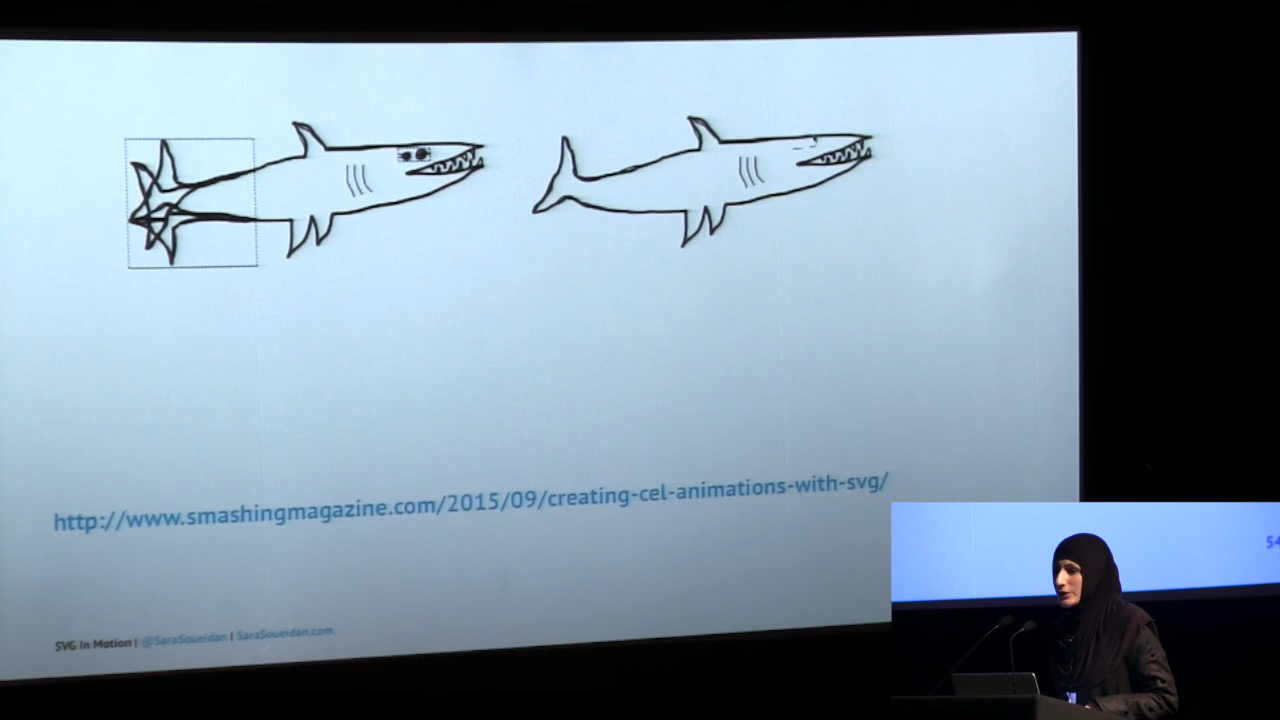 http://www.smashingmagazine.com/2015/09/creating-cel-animations-with-svg/
SVG In Motion | @SaraSoueidan | SaraSoueidan.com
54